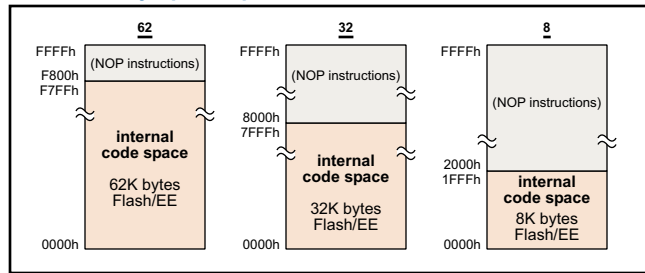 62
FFFFh
(NOP instructions)
F800h
F7FFh
internal
code space
62K bytes
Flash/EE
0000h
32
FFFFh
(NOP instructions)
8000h
7FFFh
internal
code space
32K bytes
Flash/EE
0000h
8
FFFFh
(NOP instructions)
2000h
1FFFh
internal
code space
8K bytes
Flash/EE
0000h